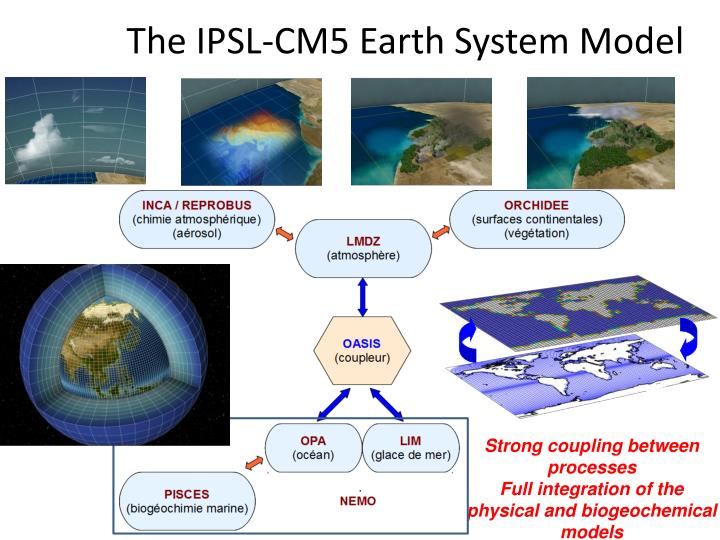 The IPSL-CM5 Earth System Model
INCA / REPROBUS
(chimie atmosphérique)
(aérosol)
ORCHIDEE
(surfaces continentales)
(végétation)
LMDZ
(atmosphère)
OASIS
(coupleur)
OPA
(océan)
LIM
(glace de mer)
PISCES
(biogéochimie marine)
NEMO
Strong coupling between
processes
Full integration of the
physical and biogeochemical
models